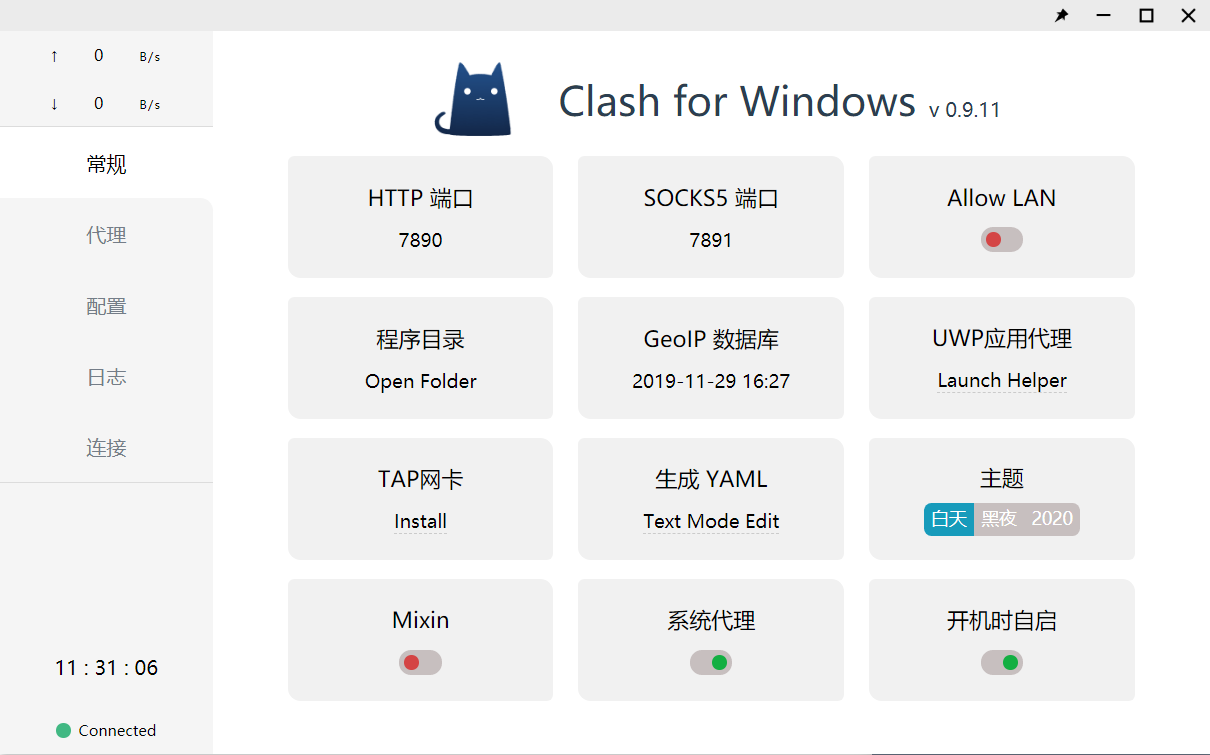 ↑ 0 B/s
↓ 0 B/s
常规
代理
配置
日志
连接
11 : 31 : 06
Connected
Clash for Windows v 0.9.11
HTTP 端口
7890
SOCKS5 端口
7891
Allow LAN
程序目录
Open Folder
GeoIP 数据库
2019-11-29 16:27
UWP应用代理
Launch Helper
TAP网卡
Install
生成 YAML
Text Mode Edit
主题
白天 黑夜 2020
Mixin
系统代理
开机时自启